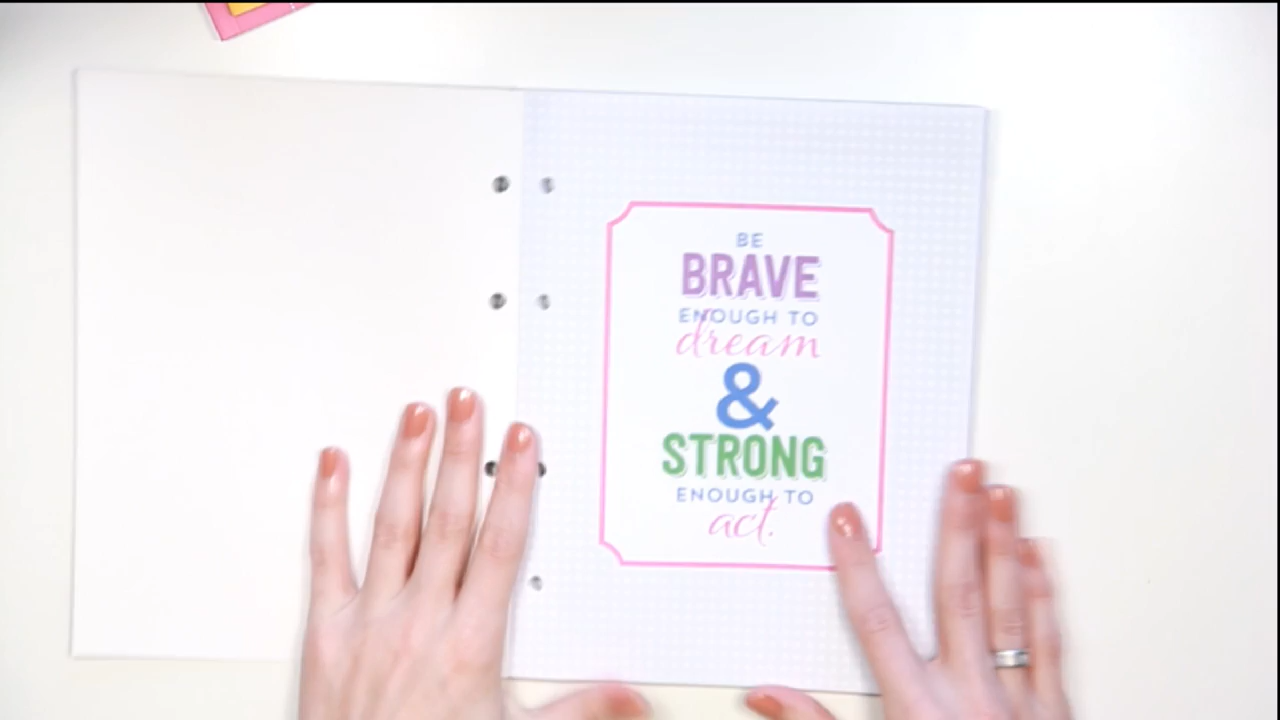 BE
BRAVE
ENOUGH TO
dream
&
STRONG
ENOUGH TO
act.